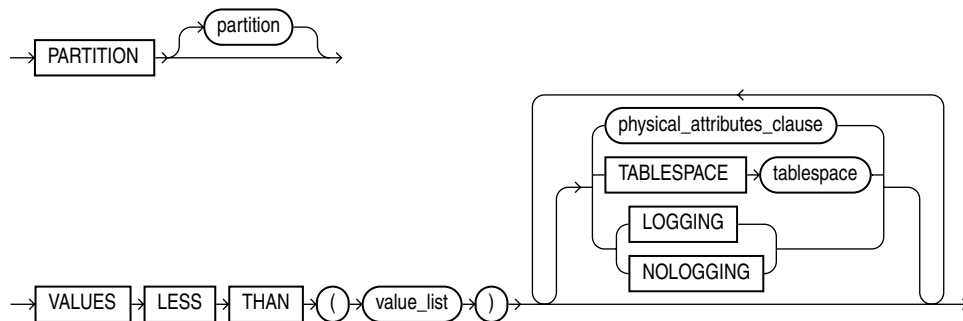 partition
PARTITION
physical_attributes_clause
TABLESPACE tablespace
LOGGING
NOLOGGING
VALUES LESS THAN ( value_list )